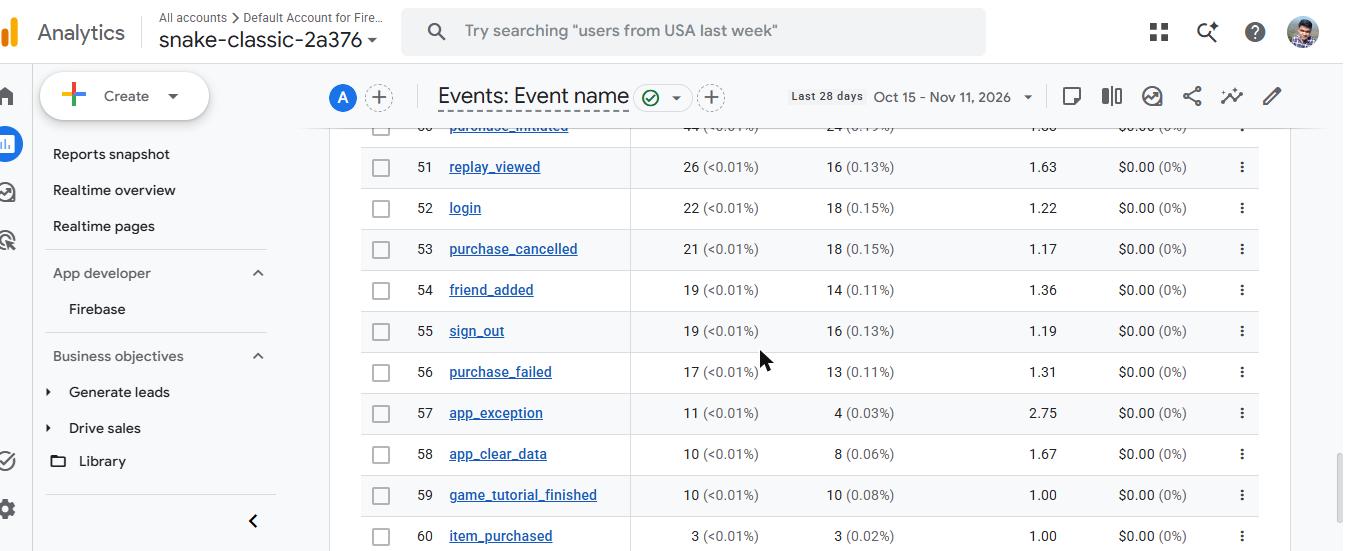 Analytics
All accounts > Default Account for Fire...
snake-classic-2a376
Try searching "users from USA last week"
Create
A
Events: Event name
Last 28 days Oct 15 - Nov 11, 2026
Reports snapshot
Realtime overview
Realtime pages
App developer
Firebase
Business objectives
Generate leads
Drive sales
Library
purchase_initiated
51 replay_viewed 26 (<0.01%) 16 (0.13%) 1.63 $0.00 (0%)
52 login 22 (<0.01%) 18 (0.15%) 1.22 $0.00 (0%)
53 purchase_cancelled 21 (<0.01%) 18 (0.15%) 1.17 $0.00 (0%)
54 friend_added 19 (<0.01%) 14 (0.11%) 1.36 $0.00 (0%)
55 sign_out 19 (<0.01%) 16 (0.13%) 1.19 $0.00 (0%)
56 purchase_failed 17 (<0.01%) 13 (0.11%) 1.31 $0.00 (0%)
57 app_exception 11 (<0.01%) 4 (0.03%) 2.75 $0.00 (0%)
58 app_clear_data 10 (<0.01%) 8 (0.06%) 1.67 $0.00 (0%)
59 game_tutorial_finished 10 (<0.01%) 10 (0.08%) 1.00 $0.00 (0%)
60 item_purchased 3 (<0.01%) 3 (0.02%) 1.00 $0.00 (0%)